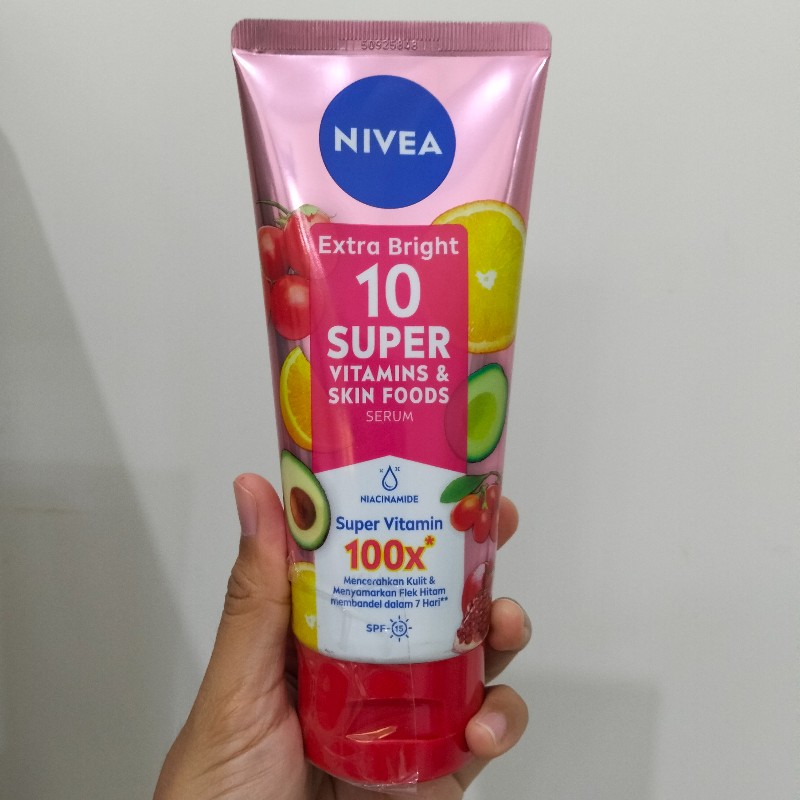 NIVEA
Extra Bright
10
SUPER
VITAMINS &
SKIN FOODS
SERUM
NIACINAMIDE
Super Vitamin
100x*
Mencerahkan Kulit &
Menyamarkan Flek Hitam
membandel dalam 7 Hari**
SPF 15